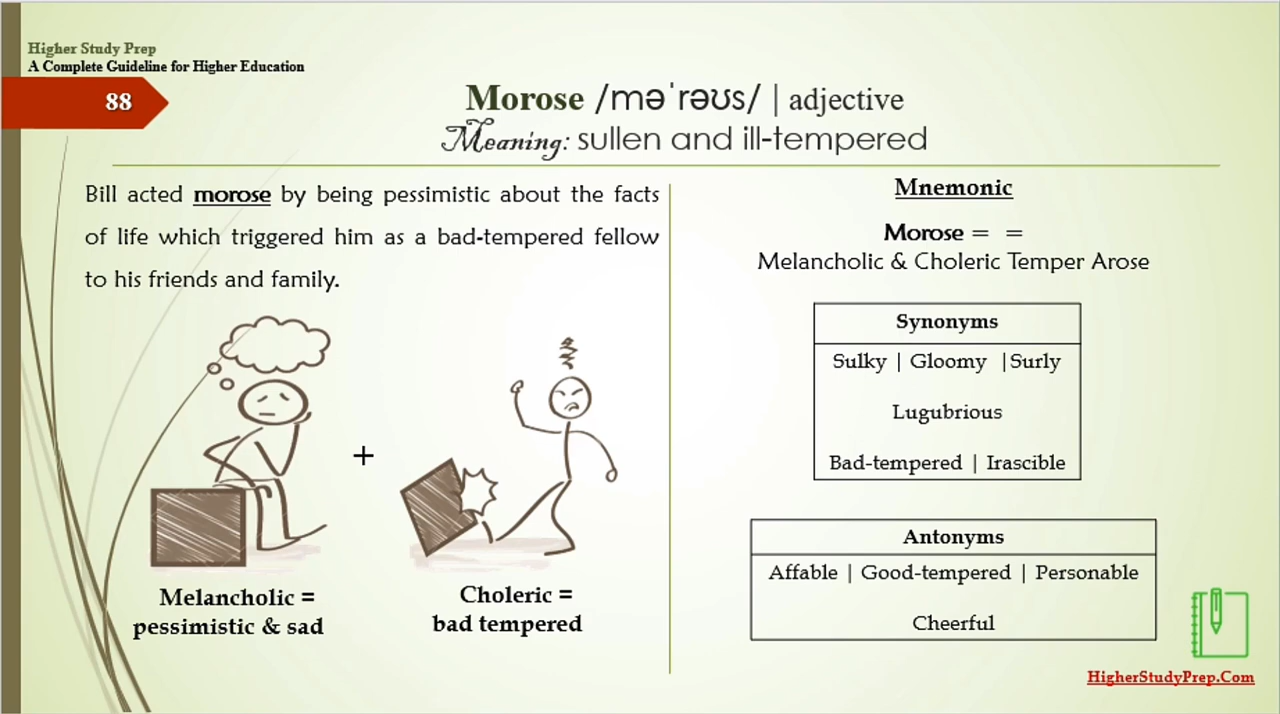 Higher Study Prep
A Complete Guideline for Higher Education
88
Morose /məˈrəʊs/ | adjective
Meaning: sullen and ill-tempered
Bill acted morose by being pessimistic about the facts
of life which triggered him as a bad-tempered fellow
to his friends and family.
+
Melancholic =
pessimistic & sad
Choleric =
bad tempered
Mnemonic
Morose = =
Melancholic & Choleric Temper Arose
Synonyms
Sulky | Gloomy |Surly
Lugubrious
Bad-tempered | Irascible
Antonyms
Affable | Good-tempered | Personable
Cheerful
HigherStudyPrep.Com